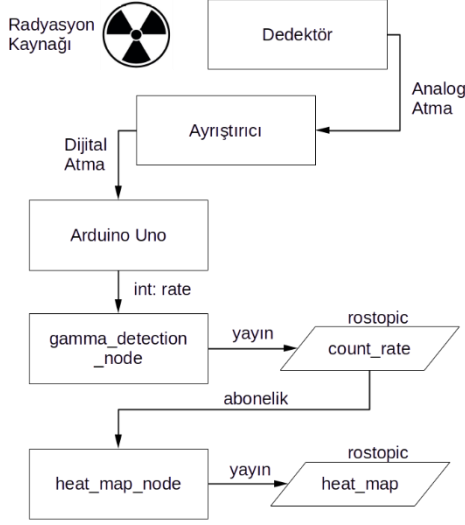 Radyasyon
Kaynağı
Dedektör
Analog
Atma
Ayrıştırıcı
Dijital
Atma
Arduino Uno
int: rate
gamma_detection
_node
yayın
rostopic
count_rate
abonelik
heat_map_node
yayın
rostopic
heat_map